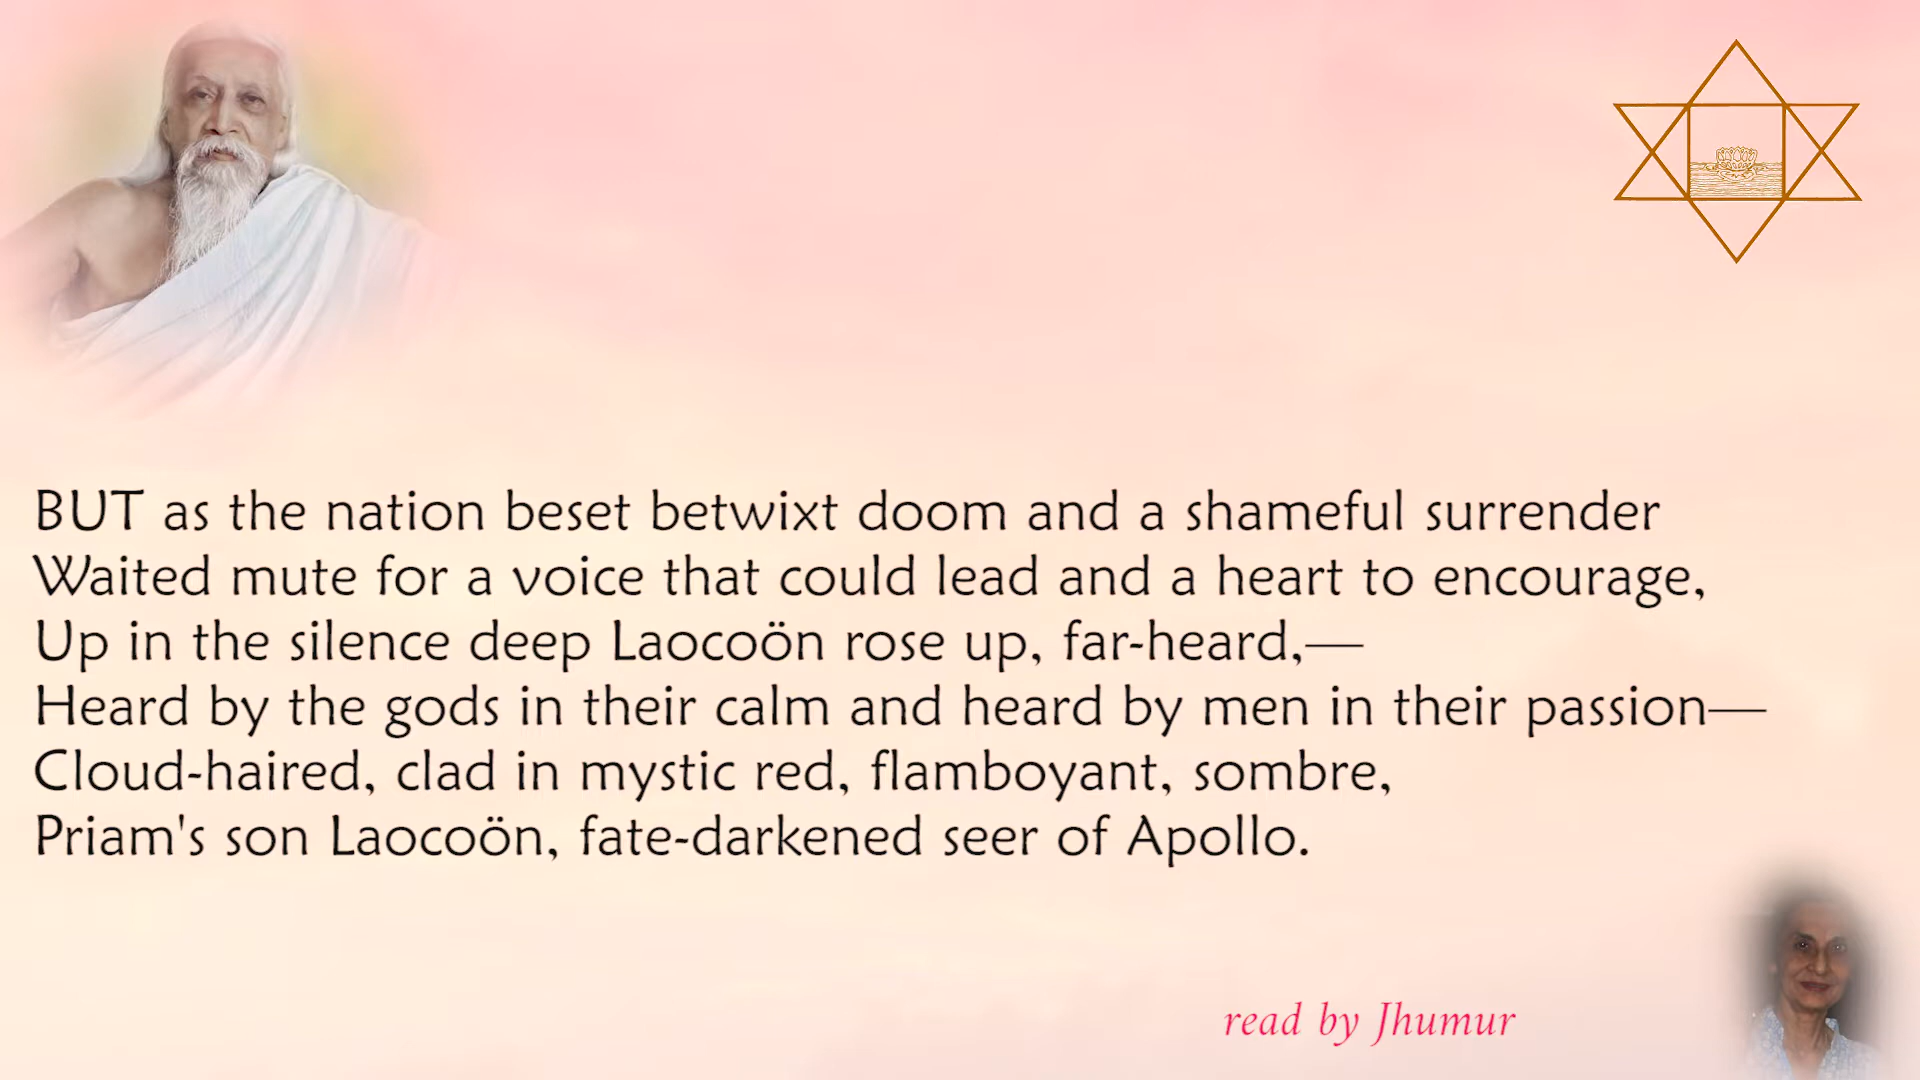 BUT as the nation beset betwixt doom and a shameful surrender
Waited mute for a voice that could lead and a heart to encourage,
Up in the silence deep Laocoön rose up, far-heard,—
Heard by the gods in their calm and heard by men in their passion—
Cloud-haired, clad in mystic red, flamboyant, sombre,
Priam's son Laocoön, fate-darkened seer of Apollo.
read by Jhumur